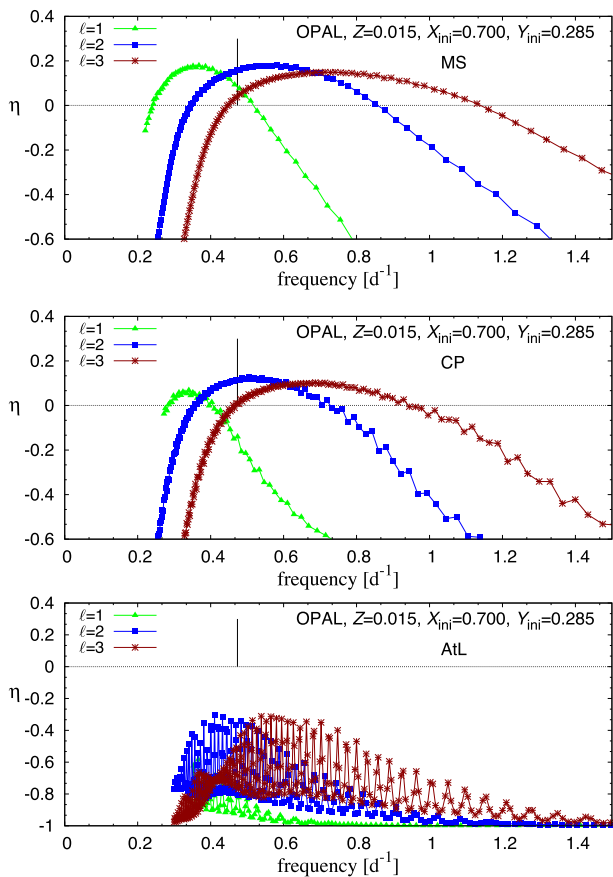 0.4
ℓ=1
OPAL, Z=0.015, Xini=0.700, Yini=0.285
ℓ=2
0.2
ℓ=3
MS
η
0
-0.2
-0.4
-0.6
0 0.2 0.4 0.6 0.8 1 1.2 1.4
frequency [d-1]
0.4
ℓ=1
OPAL, Z=0.015, Xini=0.700, Yini=0.285
ℓ=2
0.2
ℓ=3
CP
η
0
-0.2
-0.4
-0.6
0 0.2 0.4 0.6 0.8 1 1.2 1.4
frequency [d-1]
0.4
ℓ=1
OPAL, Z=0.015, Xini=0.700, Yini=0.285
ℓ=2
0.2
ℓ=3
AtL
0
η
-0.2
-0.4
-0.6
-0.8
-1
0 0.2 0.4 0.6 0.8 1 1.2 1.4
frequency [d-1]